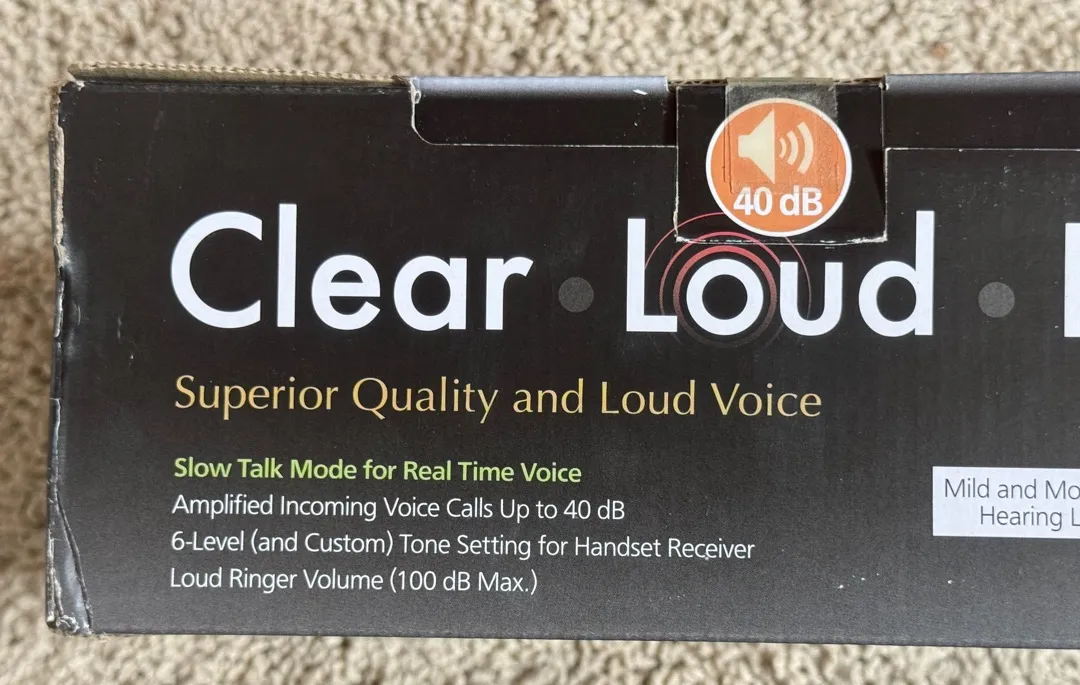 40 dB
Clear • Loud •
Superior Quality and Loud Voice
Slow Talk Mode for Real Time Voice
Amplified Incoming Voice Calls Up to 40 dB
6-Level (and Custom) Tone Setting for Handset Receiver
Loud Ringer Volume (100 dB Max.)
Mild and Mo
Hearing L